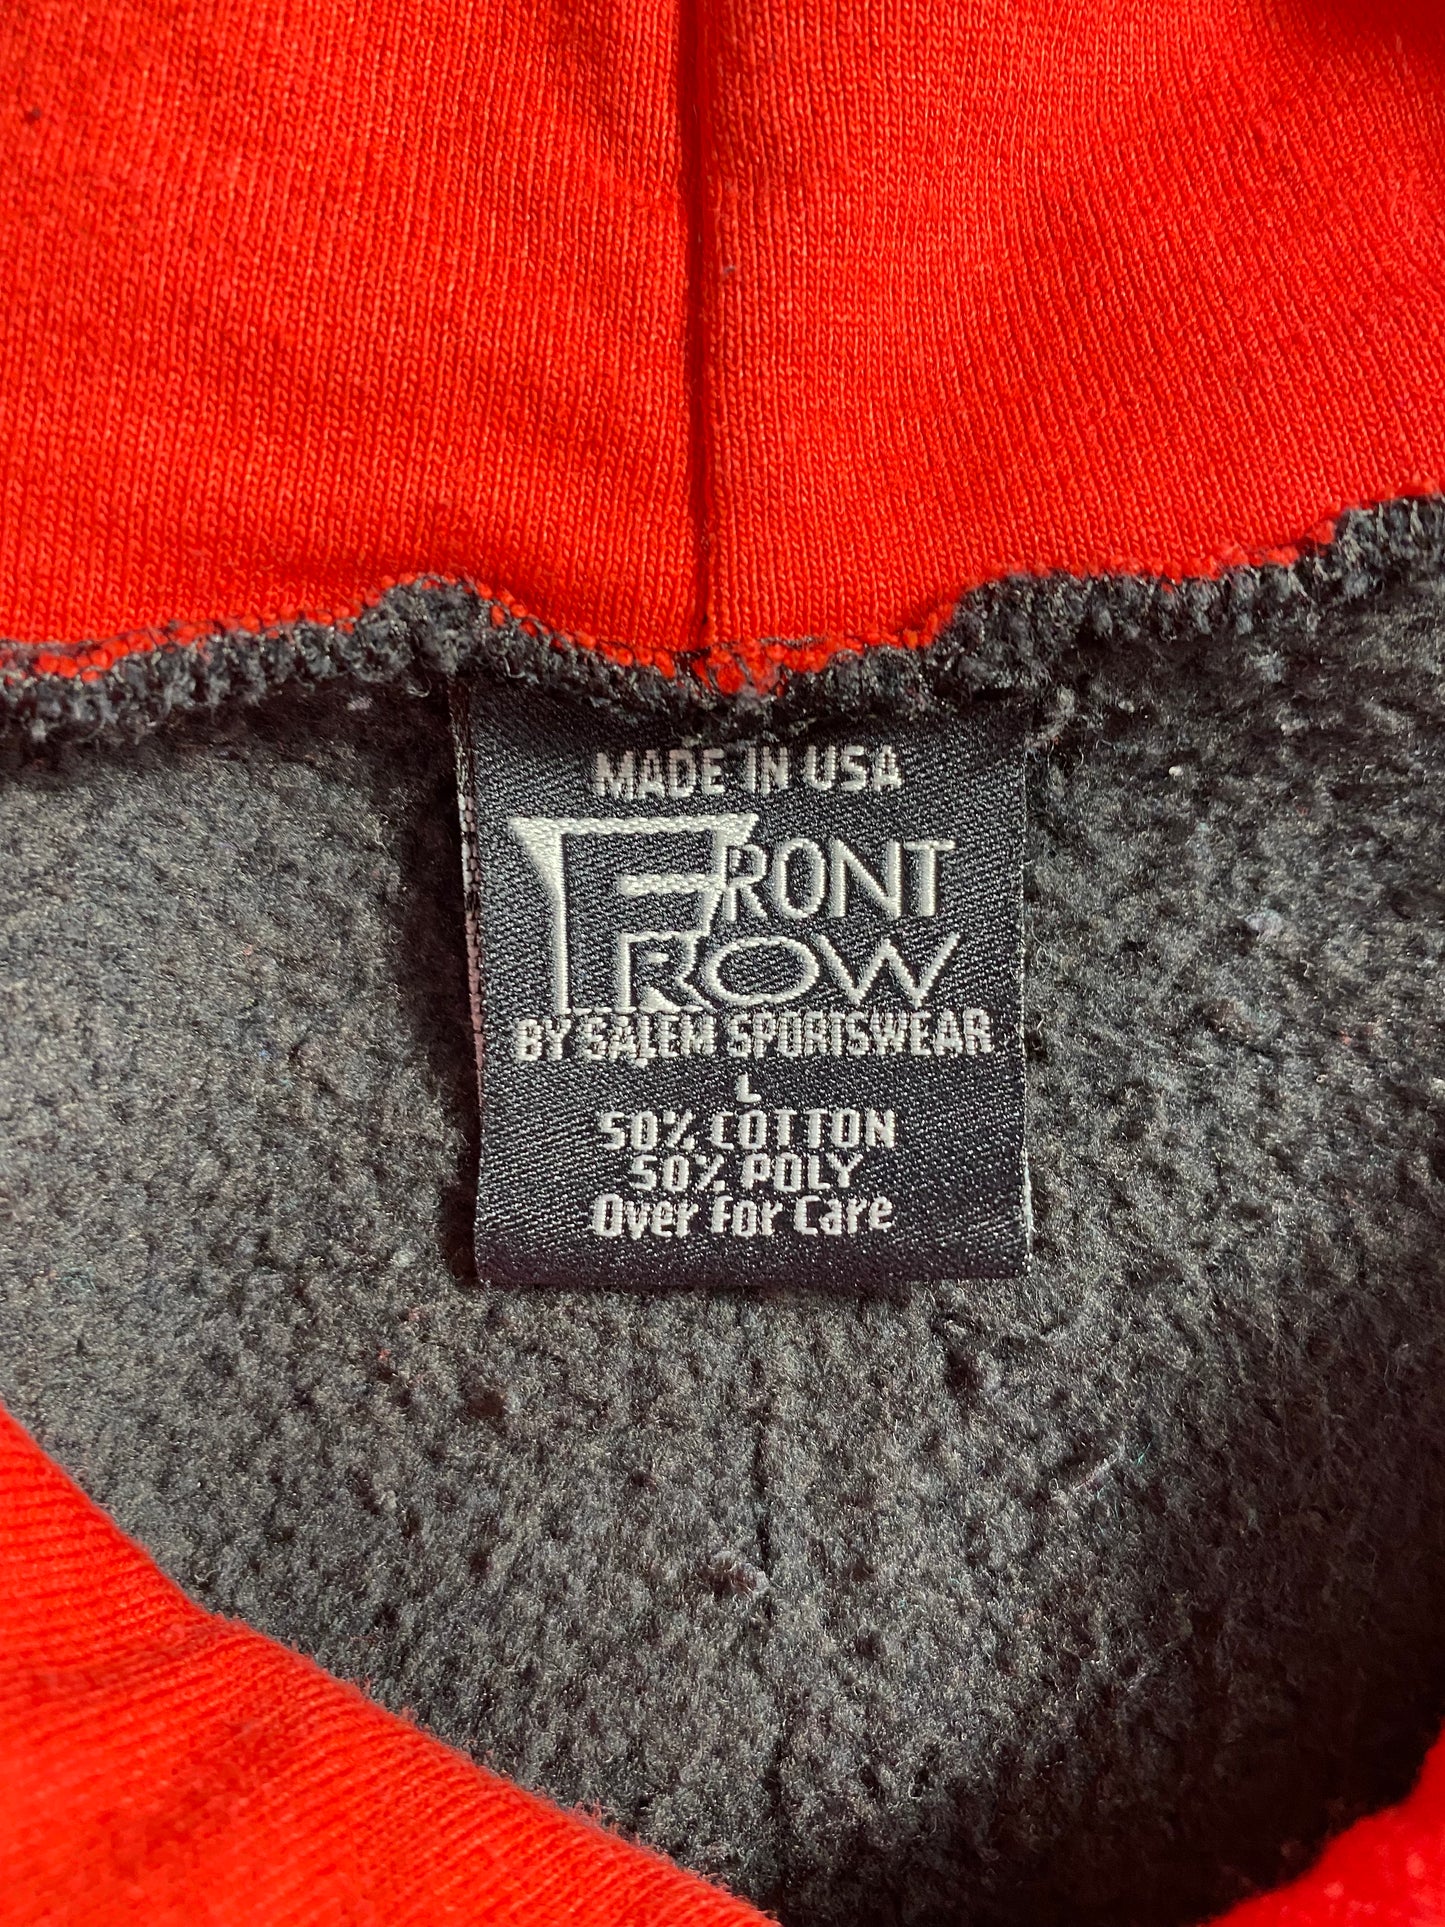 MADE IN USA
FRONT
ROW
BY SALEM SPORTSWEAR
L
50% COTTON
50% POLY
Over For Care